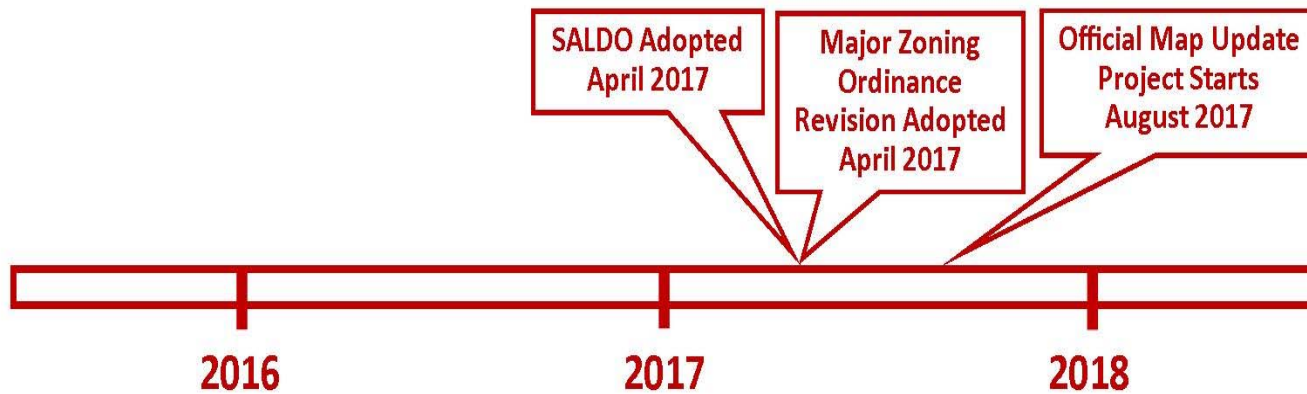 SALDO Adopted
April 2017
Major Zoning
Ordinance
Revision Adopted
April 2017
Official Map Update
Project Starts
August 2017
2016
2017
2018